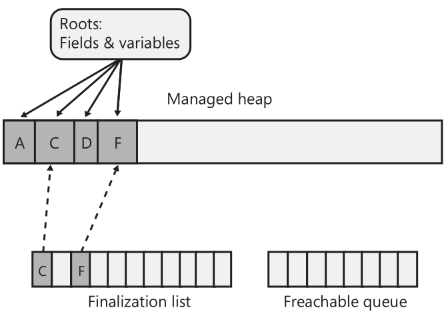 Roots:
Fields & variables
Managed heap
A C D F
C F
Finalization list
Freachable queue